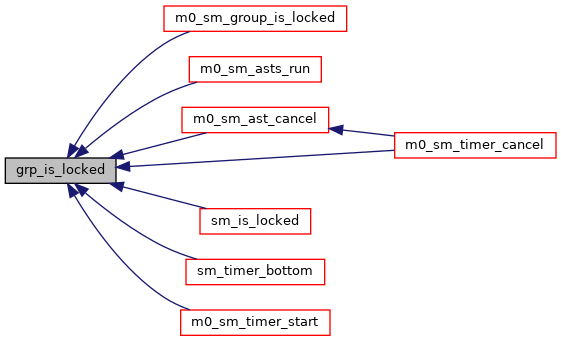 m0_sm_group_is_locked
m0_sm_asts_run
m0_sm_ast_cancel
m0_sm_timer_cancel
grp_is_locked
sm_is_locked
sm_timer_bottom
m0_sm_timer_start